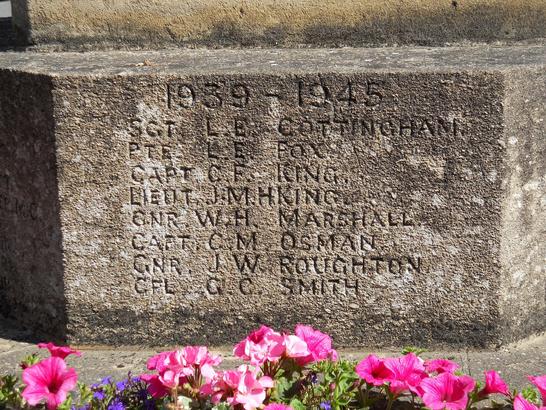 1939-1945
SGT. L.E. COTTINGHAM.
PTE. L.E. FOX.
CAPT. C.F. KING.
LIEUT. J.M.H KING.
GNR. W.H. MARSHALL.
CAPT. C.M. OSMAN.
GNR. J.W. ROUGHTON.
CPL. G.C. SMITH.